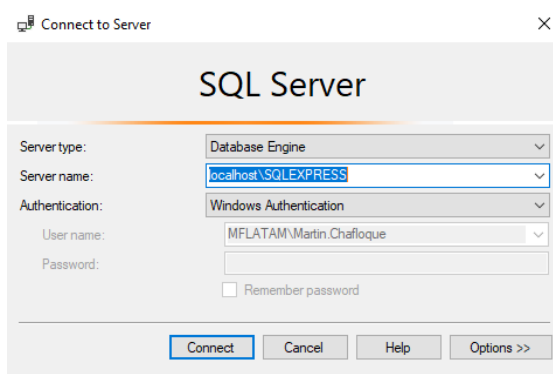 Connect to Server
SQL Server
Server type: Database Engine
Server name: localhost\SQLEXPRESS
Authentication: Windows Authentication
User name: MFLATAM\Martin.Chafloque
Password:
Remember password
Connect Cancel Help Options >>